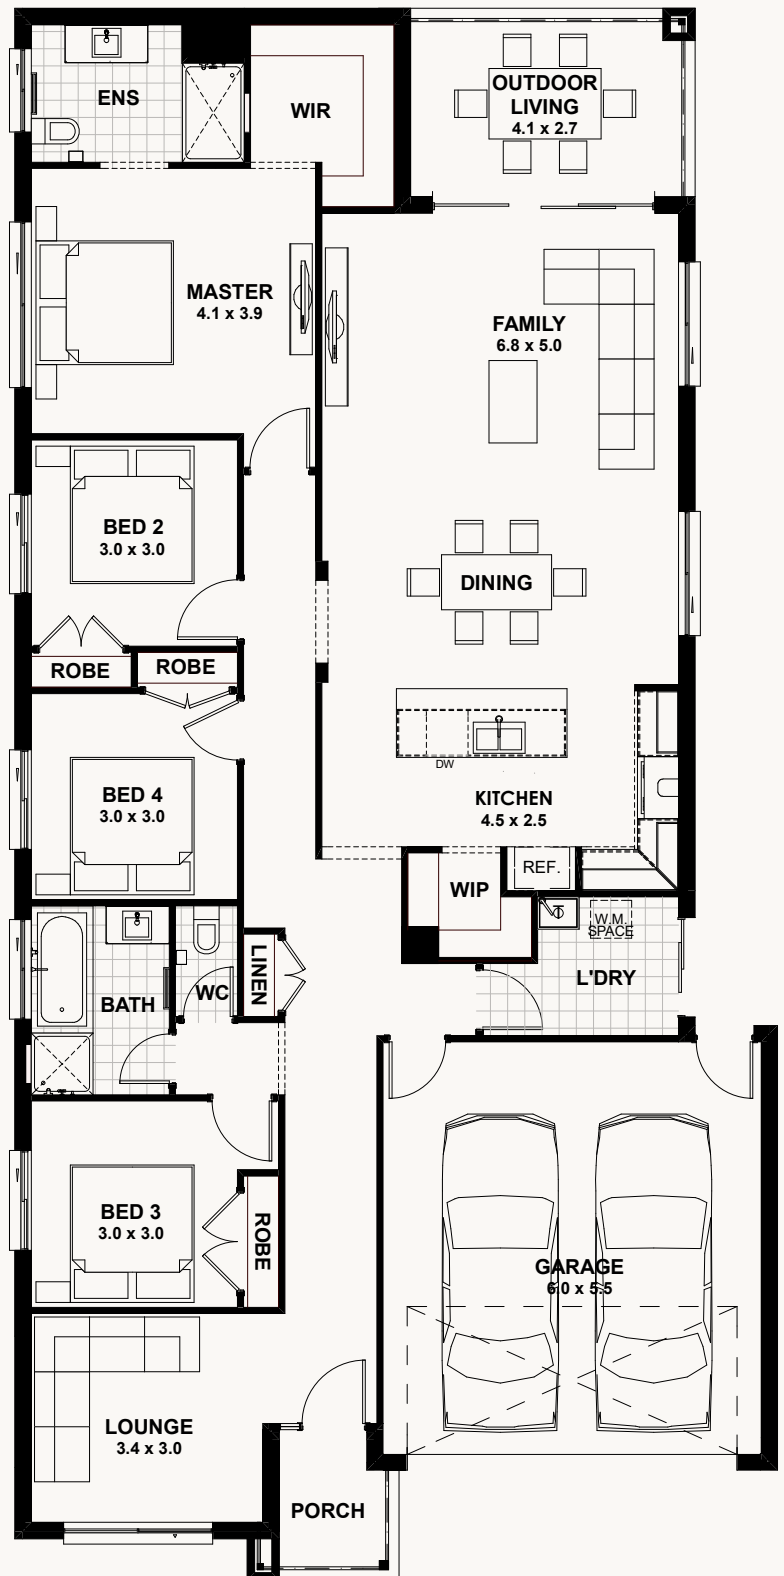 ENS
WIR
OUTDOOR
LIVING
4.1 x 2.7
MASTER
4.1 x 3.9
FAMILY
6.8 x 5.0
BED 2
3.0 x 3.0
DINING
ROBE
ROBE
DW
BED 4
3.0 x 3.0
KITCHEN
4.5 x 2.5
REF.
WIP
W.M.
SPACE
L'DRY
LINEN
WC
BATH
BED 3
3.0 x 3.0
ROBE
GARAGE
6.0 x 5.5
LOUNGE
3.4 x 3.0
PORCH